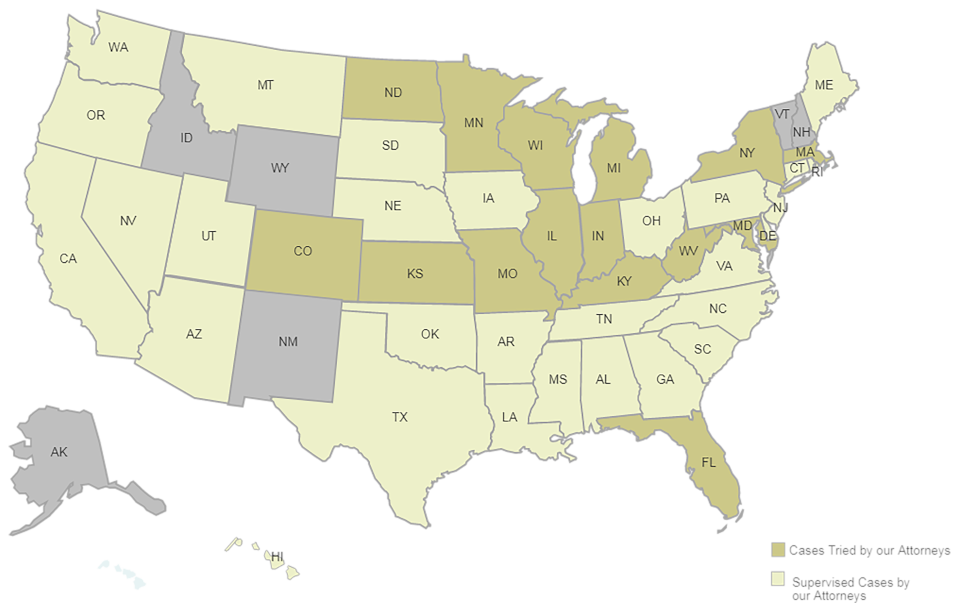 WA
MT
ND
MN
ME
OR
ID
SD
WI
MI
VT
NH
NY
MA
WY
CT
RI
IA
NE
PA
NJ
NV
UT
OH
IL
IN
MD
DE
CO
WV
CA
KS
MO
KY
VA
NC
TN
AZ
NM
OK
AR
SC
MS
AL
GA
TX
LA
AK
FL
HI
Cases Tried by our Attorneys
Supervised Cases by
our Attorneys